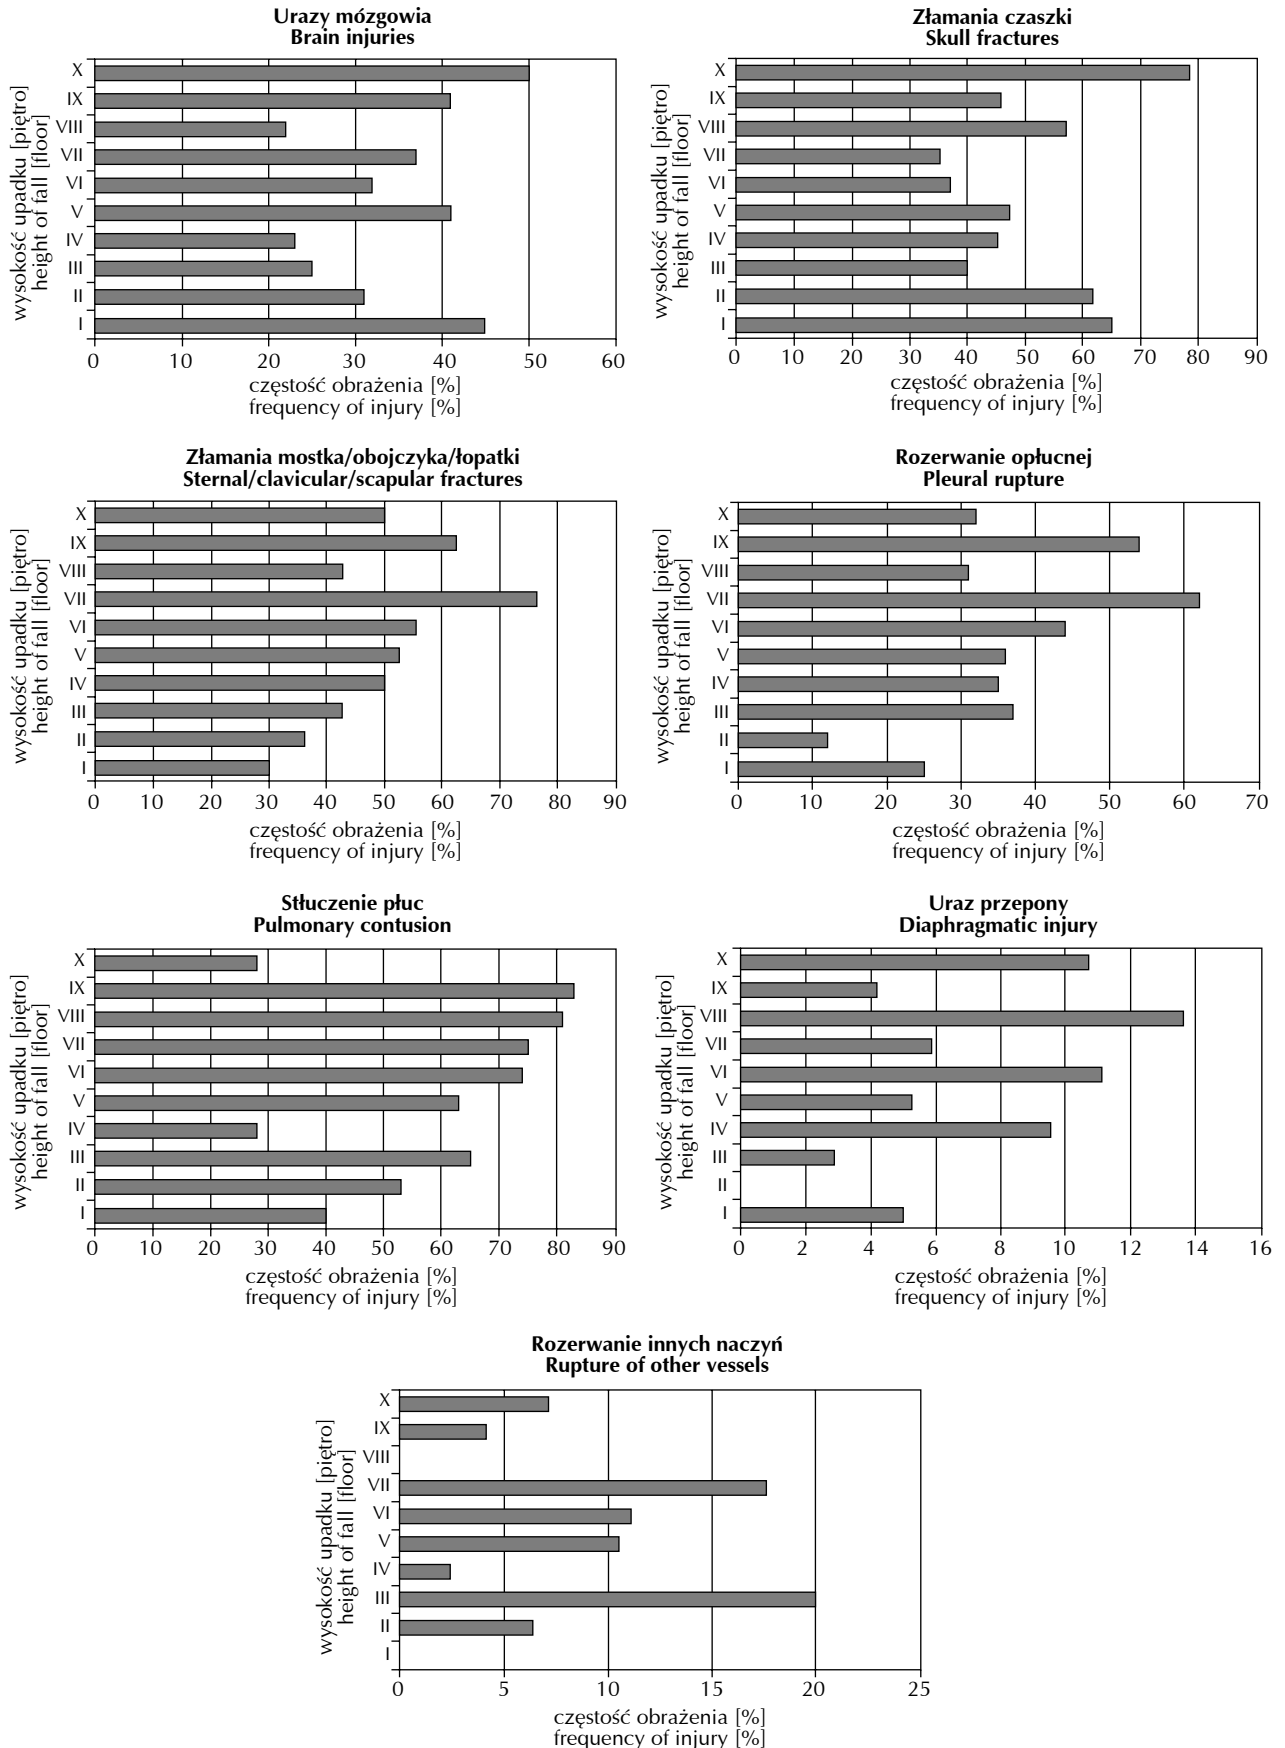 Urazy mózgowia
Brain injuries
wysokość upadku [piętro]
height of fall [floor]
X
IX
VIII
VII
VI
V
IV
III
II
I
0 10 20 30 40 50 60
częstość obrażenia [%]
frequency of injury [%]
Złamania czaszki
Skull fractures
wysokość upadku [piętro]
height of fall [floor]
X
IX
VIII
VII
VI
V
IV
III
II
I
0 10 20 30 40 50 60 70 80 90
częstość obrażenia [%]
frequency of injury [%]
Złamania mostka/obojczyka/łopatki
Sternal/clavicular/scapular fractures
wysokość upadku [piętro]
height of fall [floor]
X
IX
VIII
VII
VI
V
IV
III
II
I
0 10 20 30 40 50 60 70 80 90
częstość obrażenia [%]
frequency of injury [%]
Rozerwanie opłucnej
Pleural rupture
wysokość upadku [piętro]
height of fall [floor]
X
IX
VIII
VII
VI
V
IV
III
II
I
0 10 20 30 40 50 60 70
częstość obrażenia [%]
frequency of injury [%]
Stłuczenie płuc
Pulmonary contusion
wysokość upadku [piętro]
height of fall [floor]
X
IX
VIII
VII
VI
V
IV
III
II
I
0 10 20 30 40 50 60 70 80 90
częstość obrażenia [%]
frequency of injury [%]
Uraz przepony
Diaphragmatic injury
wysokość upadku [piętro]
height of fall [floor]
X
IX
VIII
VII
VI
V
IV
III
II
I
0 2 4 6 8 10 12 14 16
częstość obrażenia [%]
frequency of injury [%]
Rozerwanie innych naczyń
Rupture of other vessels
wysokość upadku [piętro]
height of fall [floor]
X
IX
VIII
VII
VI
V
IV
III
II
I
0 5 10 15 20 25
częstość obrażenia [%]
frequency of injury [%]